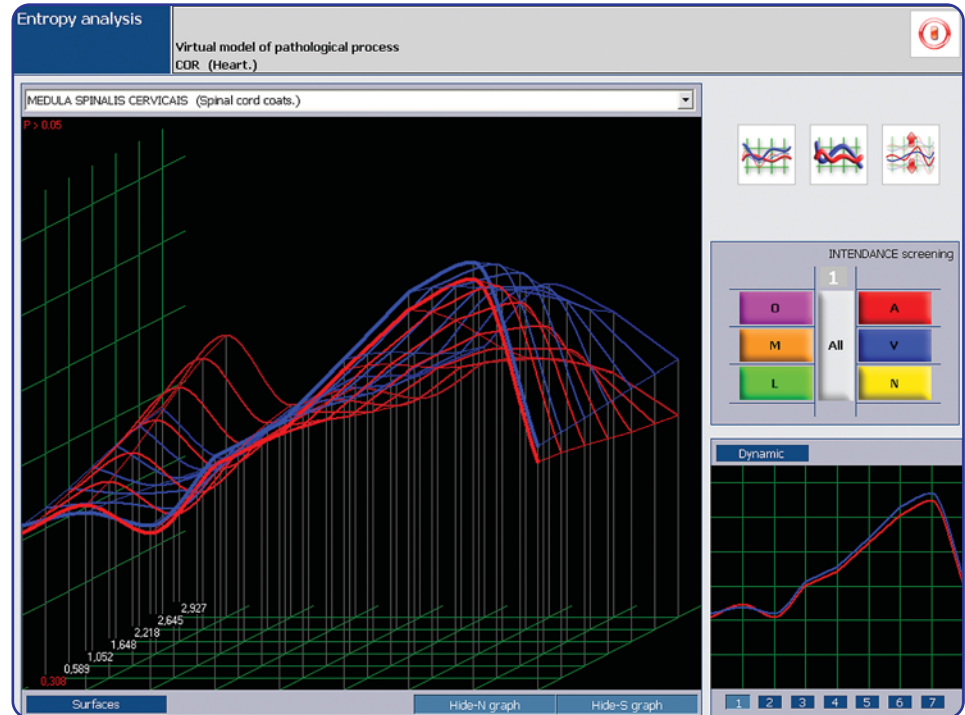 Entropy analysis
Virtual model of pathological process
COR (Heart.)
MEDULA SPINALIS CERVICAIS (Spinal cord coats.)
P > 0.05
2,927
2,645
2,218
1,648
1,052
0,589
0,308
Surfaces
Hide-N graph
Hide-S graph
INTENDANCE screening
1
O
A
M
All
V
L
N
Dynamic
1 2 3 4 5 6 7